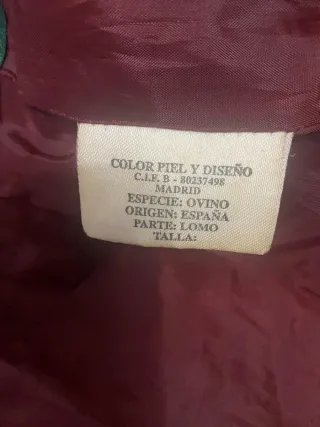 COLOR PIEL Y DISEÑO
C.I.F. B - 80237498
MADRID
ESPECIE: OVINO
ORIGEN: ESPAÑA
PARTE: LOMO
TALLA: